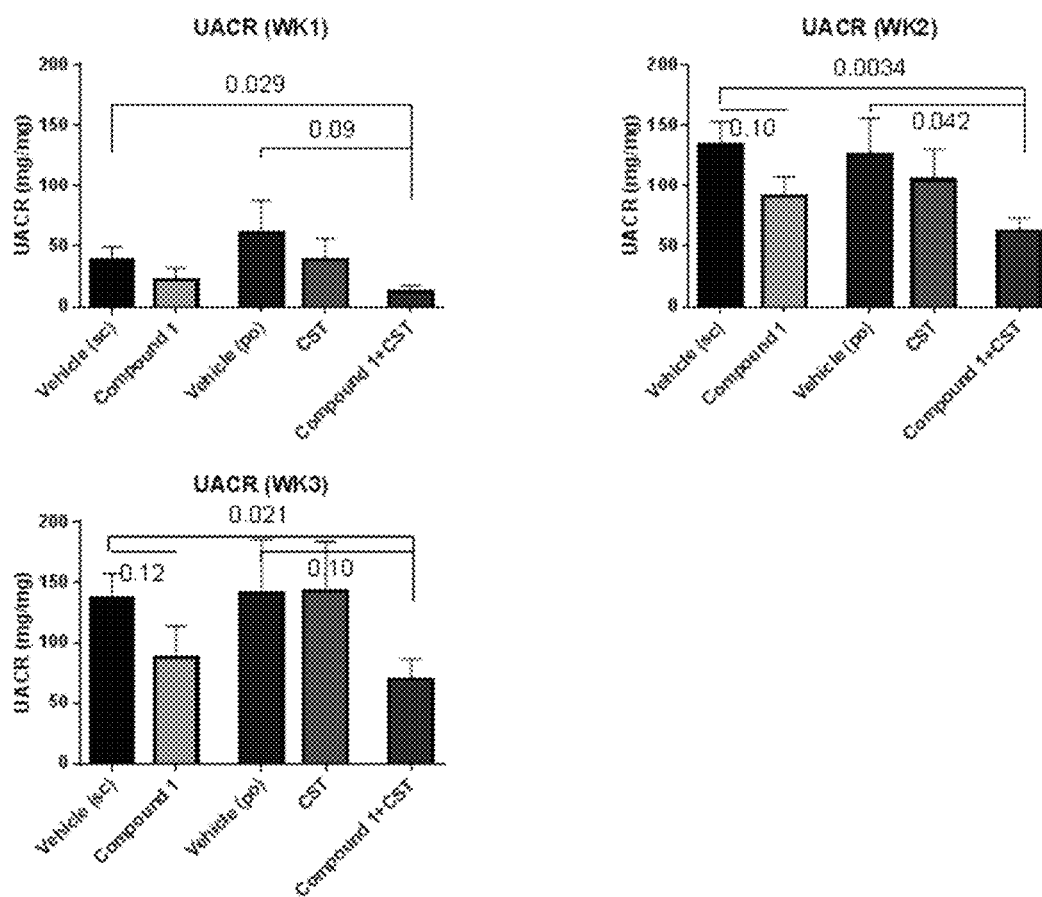 UACR (WK1)
200
150
100
50
0
UACR (mg/mg)
0.029
0.09
Vehicle (sc)
Compound 1
Vehicle (po)
CST
Compound 1+CST
UACR (WK2)
200
150
100
50
0
UACR (mg/mg)
0.0034
0.10
0.042
Vehicle (sc)
Compound 1
Vehicle (po)
CST
Compound 1+CST
UACR (WK3)
200
150
100
50
0
UACR (mg/mg)
0.021
0.12
0.10
Vehicle (sc)
Compound 1
Vehicle (po)
CST
Compound 1+CST